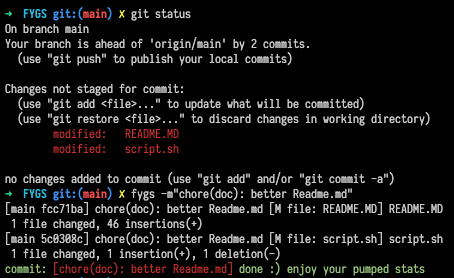 ➜  FYGS git:(main) ✗ git status
On branch main
Your branch is ahead of 'origin/main' by 2 commits.
  (use "git push" to publish your local commits)

Changes not staged for commit:
  (use "git add <file>..." to update what will be committed)
  (use "git restore <file>..." to discard changes in working directory)
        modified:   README.MD
        modified:   script.sh

no changes added to commit (use "git add" and/or "git commit -a")
➜  FYGS git:(main) ✗ fygs -m"chore(doc): better Readme.md"
[main fcc71ba] chore(doc): better Readme.md [M file: README.MD] README.MD
 1 file changed, 46 insertions(+)
[main 5c0308c] chore(doc): better Readme.md [M file: script.sh] script.sh
 1 file changed, 1 insertion(+), 1 deletion(-)
commit: [chore(doc): better Readme.md] done :) enjoy your pumped stats